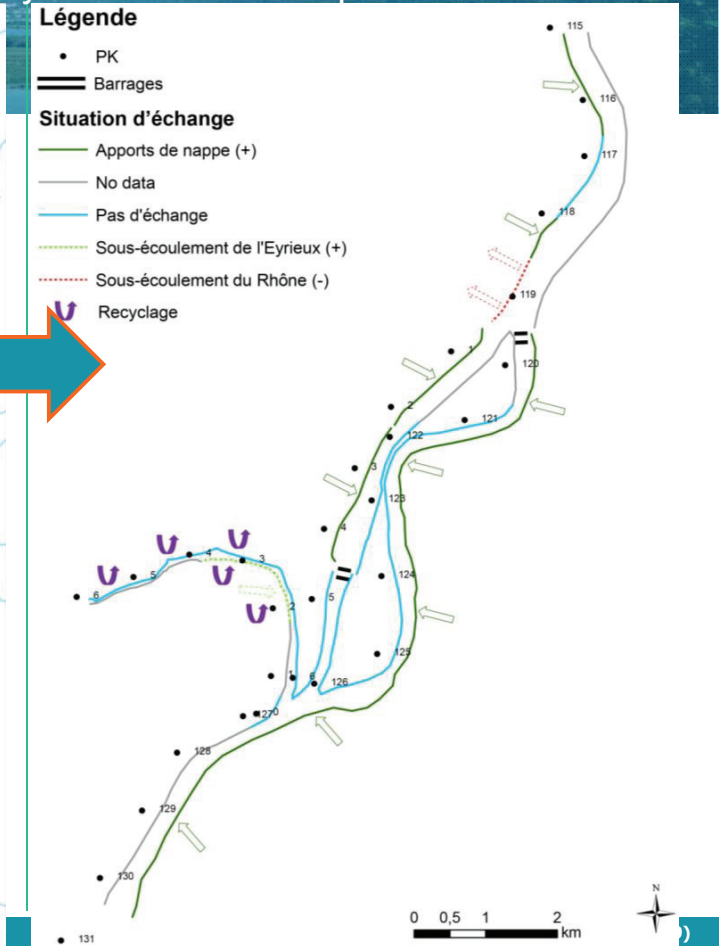 Légende
PK
Barrages
Situation d'échange
Apports de nappe (+)
No data
Pas d'échange
Sous-écoulement de l'Eyrieux (+)
Sous-écoulement du Rhône (-)
Recyclage
115
116
117
118
119
1
120
2
121
122
3
123
4
4
3
124
5
5
6
2
125
1
6
126
127
0
128
129
130
131
N
0 0,5 1 2
km
)